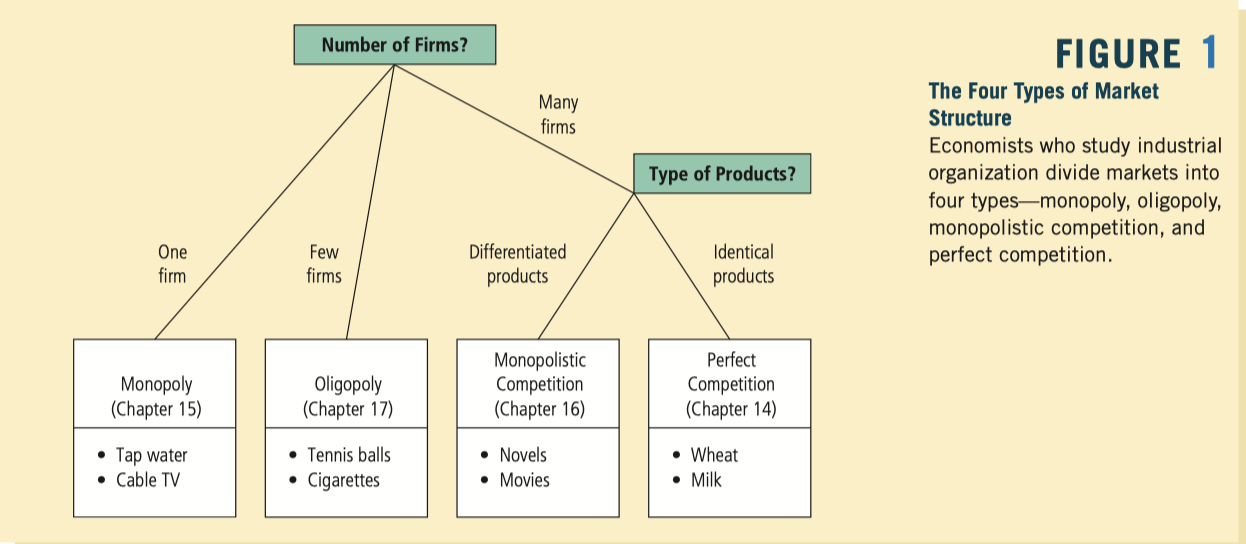 Number of Firms?
Many
firms
Type of Products?
One
firm
Few
firms
Differentiated
products
Identical
products
Monopoly
(Chapter 15)
Oligopoly
(Chapter 17)
Monopolistic
Competition
(Chapter 16)
Perfect
Competition
(Chapter 14)
• Tap water
• Cable TV
• Tennis balls
• Cigarettes
• Novels
• Movies
• Wheat
• Milk
FIGURE 1
The Four Types of Market
Structure
Economists who study industrial
organization divide markets into
four types—monopoly, oligopoly,
monopolistic competition, and
perfect competition.